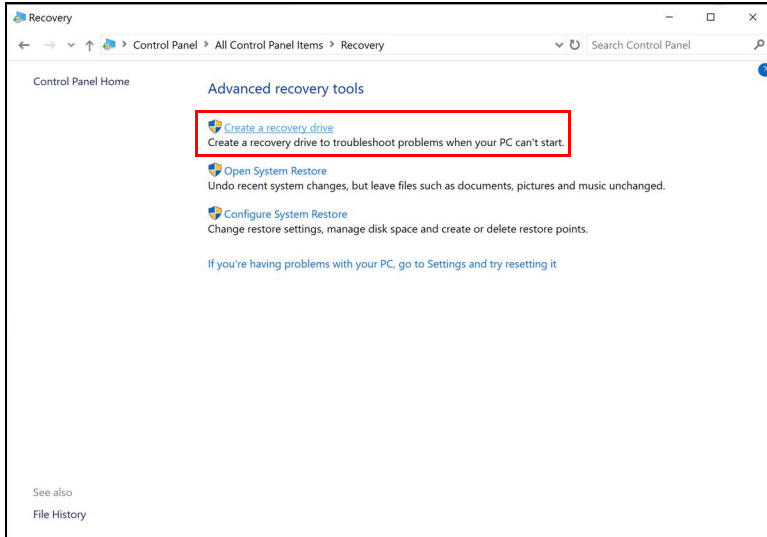 Recovery
Control Panel > All Control Panel Items > Recovery
Search Control Panel
Control Panel Home
Advanced recovery tools
Create a recovery drive
Create a recovery drive to troubleshoot problems when your PC can't start.
Open System Restore
Undo recent system changes, but leave files such as documents, pictures and music unchanged.
Configure System Restore
Change restore settings, manage disk space and create or delete restore points.
If you're having problems with your PC, go to Settings and try resetting it
See also
File History